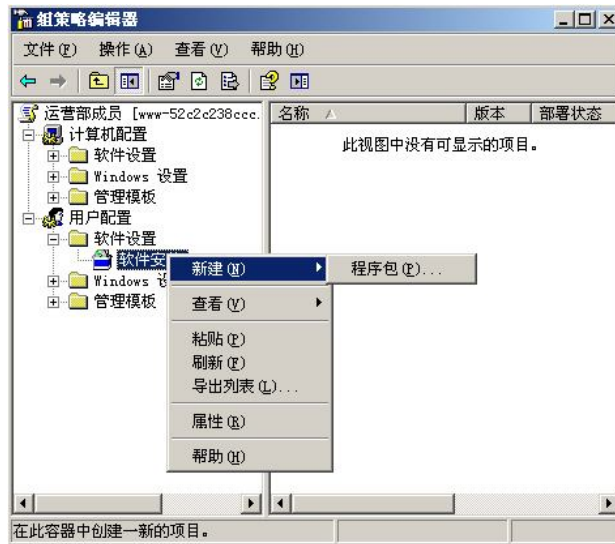 组策略编辑器
文件(F) 操作(A) 查看(V) 帮助(H)
运营部成员 [www-52c2c238ccc.
名称 版本 部署状态
此视图中没有可显示的项目。
计算机配置
软件设置
Windows 设置
管理模板
用户配置
软件设置
软件安
Windows 设
管理模板
新建(N)
程序包(P)...
查看(V)
粘贴(P)
刷新(F)
导出列表(L)...
属性(R)
帮助(H)
在此容器中创建一新的项目。